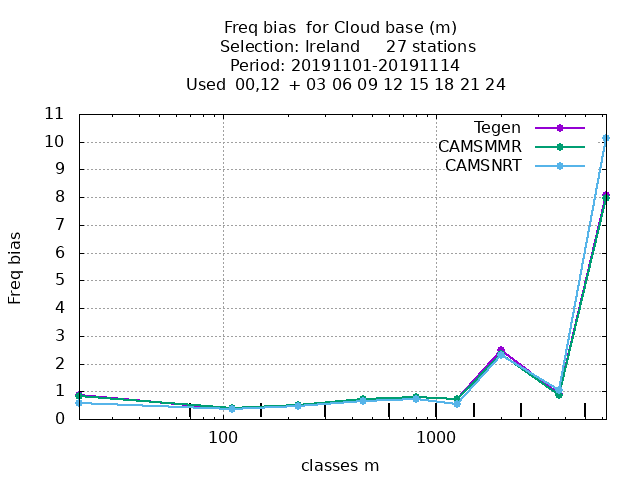 Freq bias  for Cloud base (m)
Selection: Ireland     27 stations
Period: 20191101-20191114
Used  00,12  + 03 06 09 12 15 18 21 24
11
10
9
8
7
6
5
4
3
2
1
0
Freq bias
Tegen
CAMSMMR
CAMSNRT
100
1000
classes m